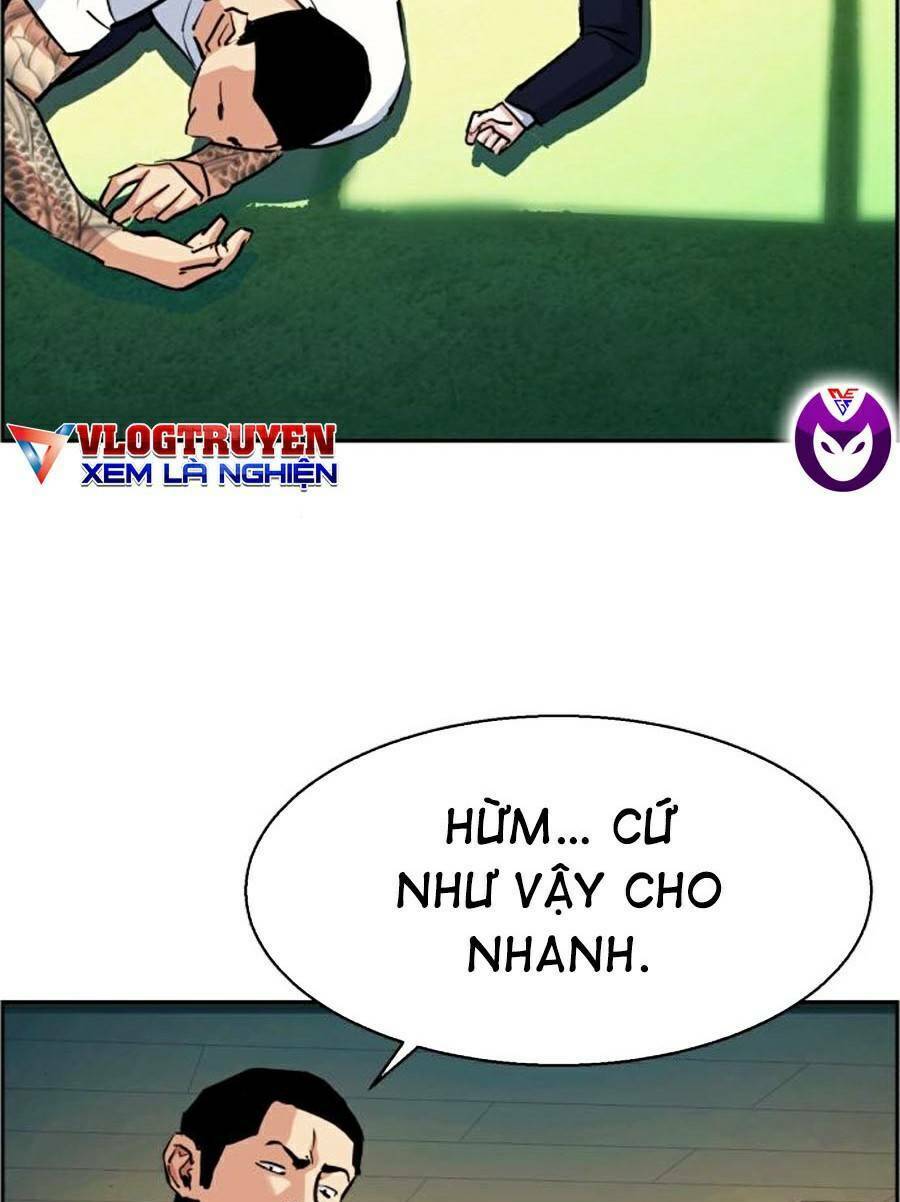 VLOGTRUYEN
XEM LÀ NGHIỆN
HỪM... CỨ
NHƯ VẬY CHO
NHANH.